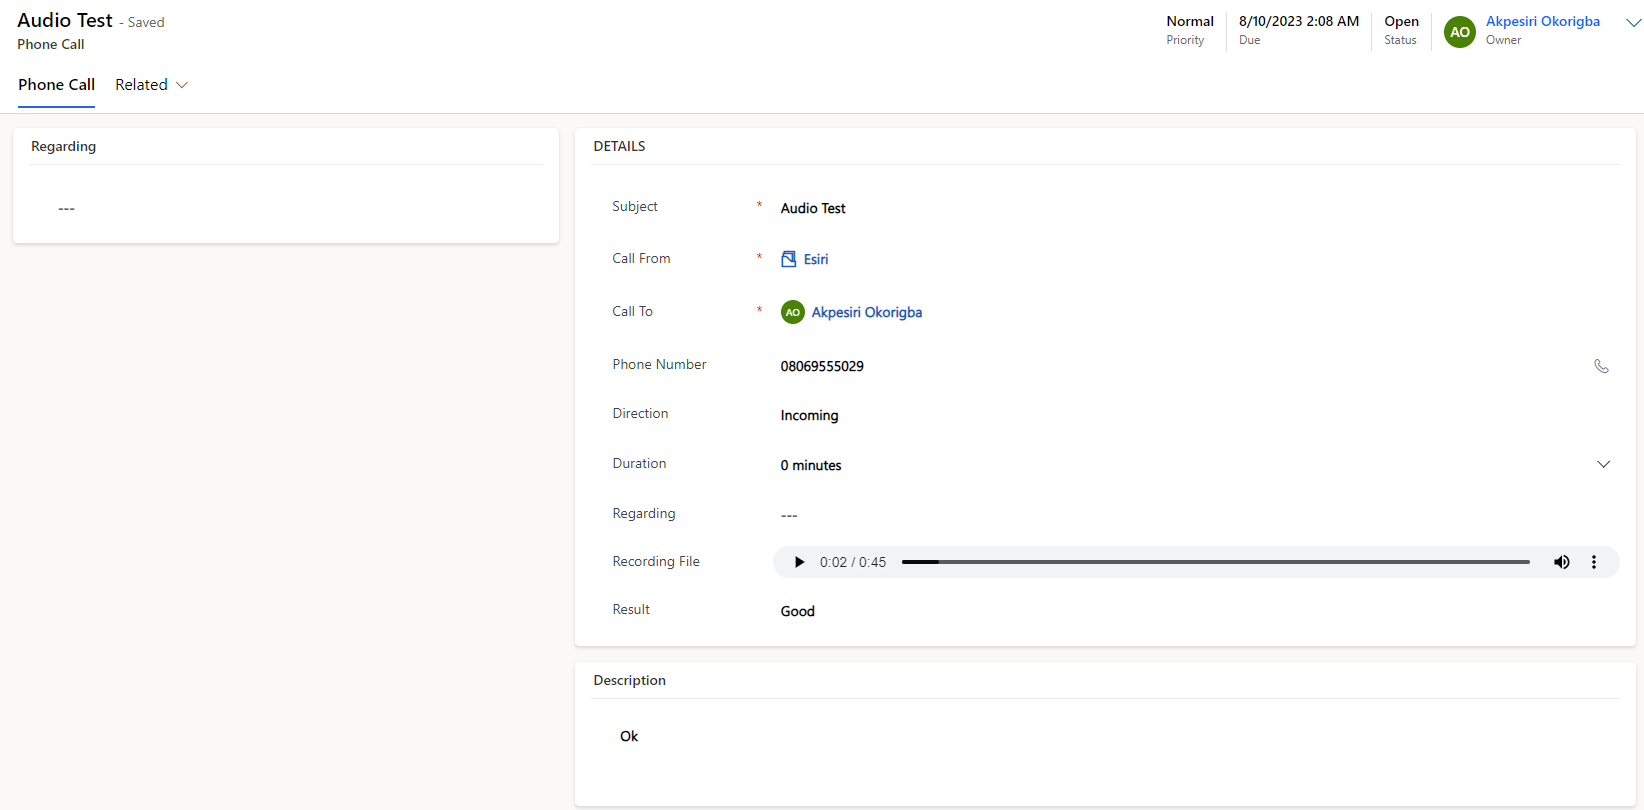 Audio Test - Saved
Phone Call
Normal
Priority
8/10/2023 2:08 AM
Due
Open
Status
AO
Akpesiri Okorigba
Owner
Phone Call Related
Regarding
---
DETAILS
Subject * Audio Test
Call From * Esiri
Call To * AO Akpesiri Okorigba
Phone Number 08069555029
Direction Incoming
Duration 0 minutes
Regarding ---
Recording File 0:02 / 0:45
Result Good
Description
Ok